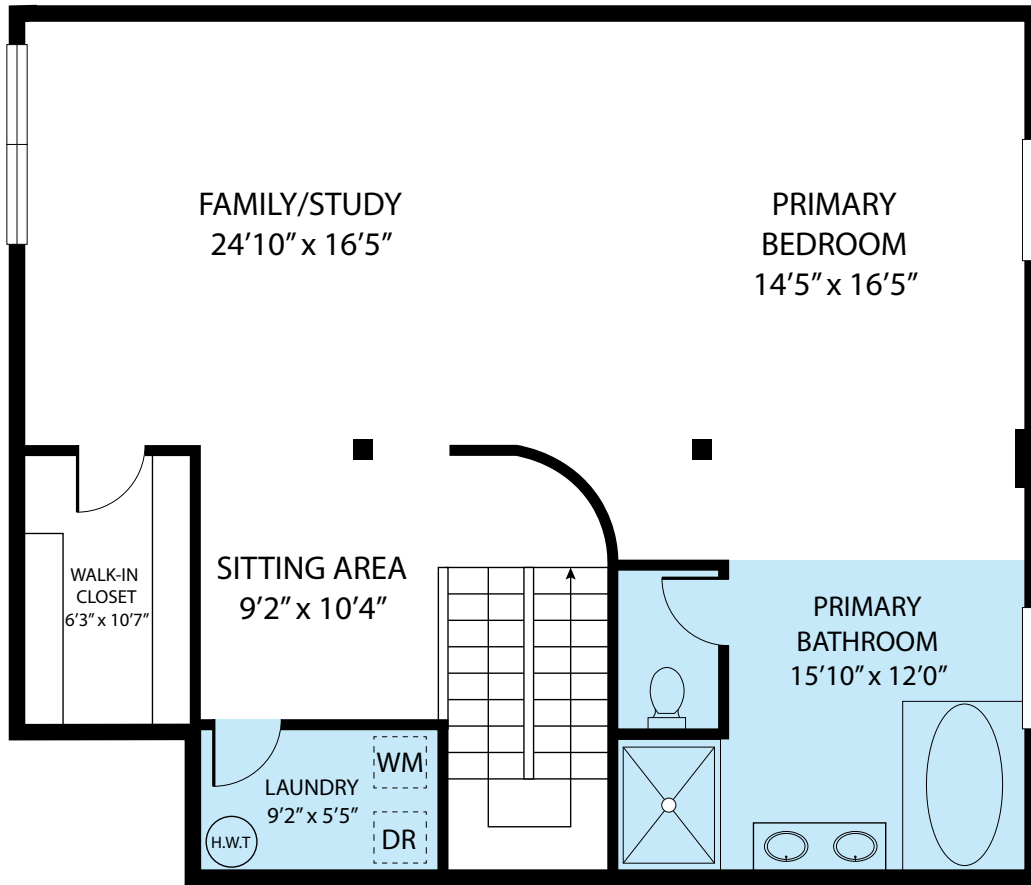 FAMILY/STUDY
24’10” x 16’5”
PRIMARY
BEDROOM
14’5” x 16’5”
WALK-IN
CLOSET
6’3” x 10’7”
SITTING AREA
9’2” x 10’4”
PRIMARY
BATHROOM
15’10” x 12’0”
LAUNDRY
9’2” x 5’5”
WM
DR
H.W.T